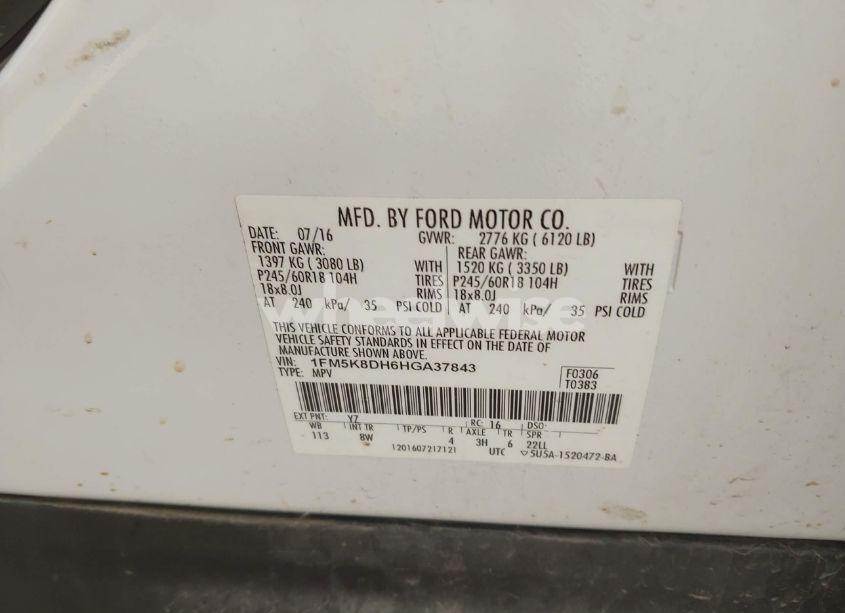 MFD. BY FORD MOTOR CO.
DATE: 07/16 GVWR: 2776 KG ( 6120 LB)
FRONT GAWR: REAR GAWR:
1397 KG ( 3080 LB) WITH 1520 KG ( 3350 LB) WITH
P245/60R18 104H TIRES P245/60R18 104H TIRES
18x8.0J RIMS 18x8.0J RIMS
AT 240 kPa/ 35 PSI COLD AT 240 kPa/ 35 PSI COLD
wheelwise
THIS VEHICLE CONFORMS TO ALL APPLICABLE FEDERAL MOTOR
VEHICLE SAFETY STANDARDS IN EFFECT ON THE DATE OF
MANUFACTURE SHOWN ABOVE.
VIN: 1FM5K8DH6HGA37843 F0306
TYPE: MPV T0383
EXT PNT: YZ RC: 16 DSO:
WB INT TR TP/PS R AXLE TR SPR
113 8W 4 3H 6 22LL
1201607217121 UTC ▽5U5A-1520472-BA